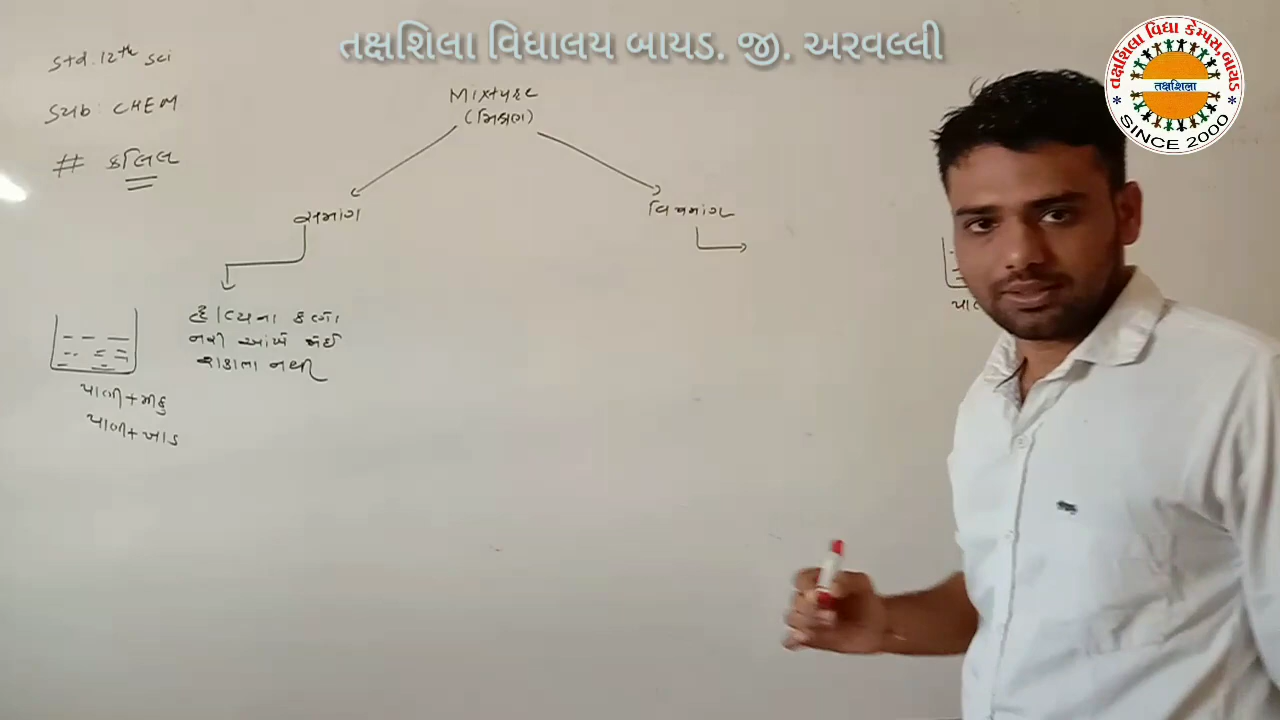 તક્ષશિલા વિધાલય બાયડ. જી. અરવલ્લી
તક્ષશિલા વિદ્યા કેમ્પસ, બાયડ
તક્ષશિલા
SINCE 2000
Std. 12th Sci
Sub: CHEM
# કલિલ
Mixture
(મિશ્રણ)
સમાંગ
વિષમાંગ
દ્રાવ્યના કણો
નરી આંખે જોઈ
શકાતા નથી
પાણી+મીઠુ
પાણી+ખાંડ